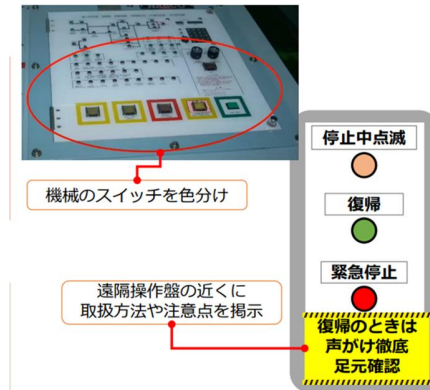 停止中点滅
機械のスイッチを色分け
復帰
緊急停止
遠隔操作盤の近くに
取扱方法や注意点を掲示
復帰のときは
声がけ徹底
足元確認